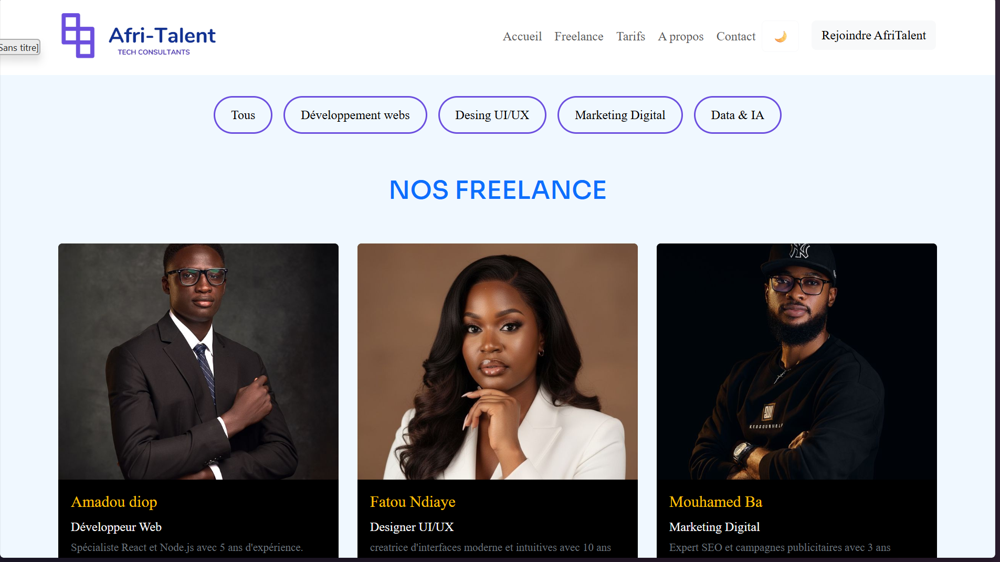 Afri-Talent
TECH CONSULTANTS
Accueil Freelance Tarifs A propos Contact Rejoindre AfriTalent
Sans titre]
Tous Développement webs Desing UI/UX Marketing Digital Data & IA
NOS FREELANCE
NY
KEBSOURHELP
Amadou diop
Développeur Web
Spécialiste React et Node.js avec 5 ans d'expérience.
Fatou Ndiaye
Designer UI/UX
creatrice d'interfaces moderne et intuitives avec 10 ans
Mouhamed Ba
Marketing Digital
Expert SEO et campagnes publicitaires avec 3 ans